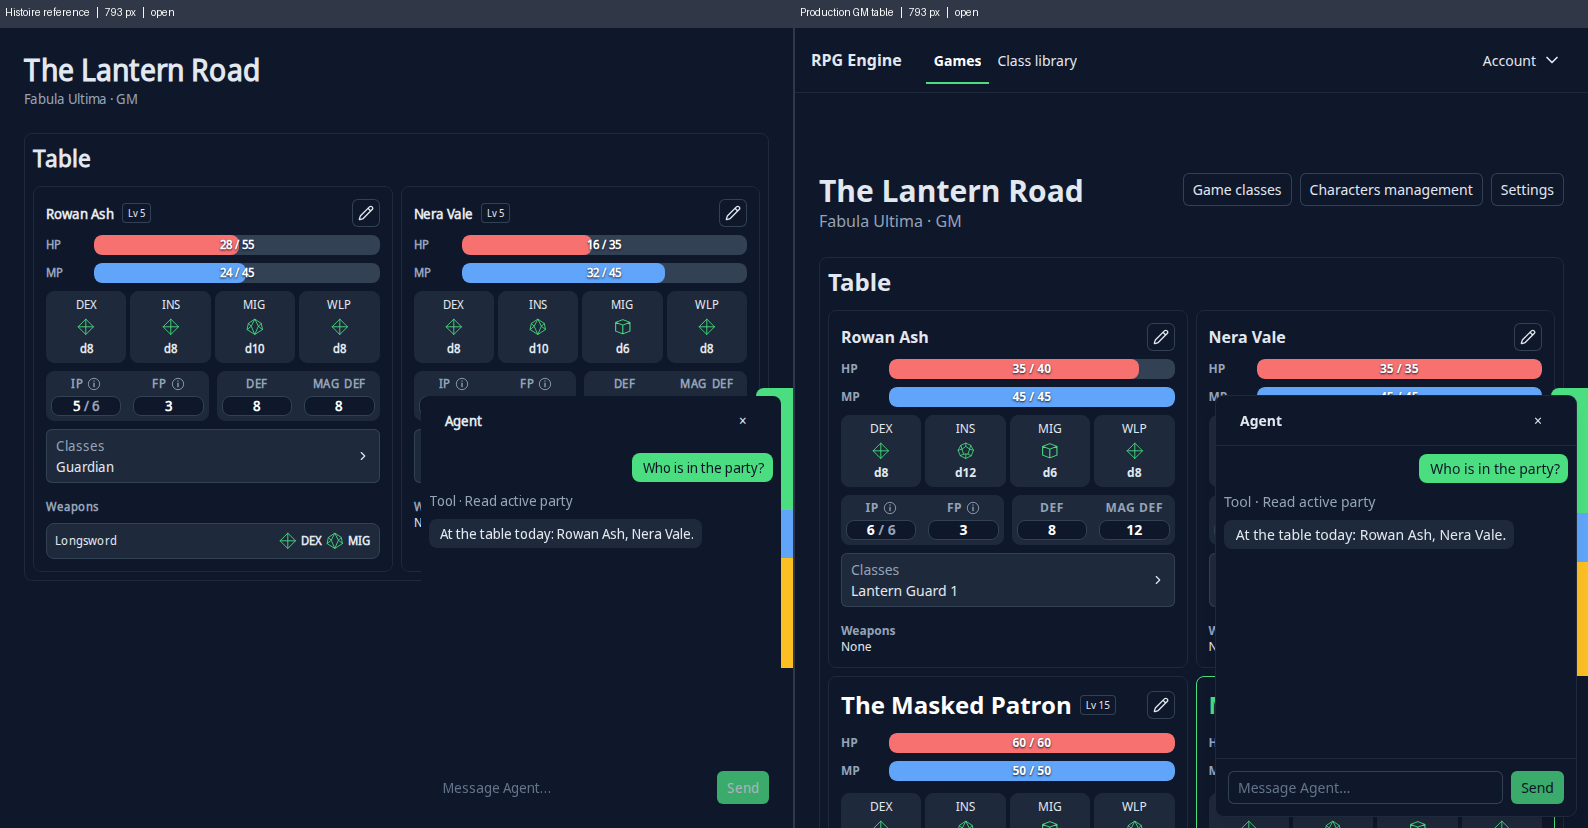 Histoire reference | 793 px | open
The Lantern Road
Fabula Ultima · GM
Table
Rowan Ash Lv 5
HP 28 / 55
MP 24 / 45
DEX INS MIG WLP
d8 d8 d10 d8
IP FP DEF MAG DEF
5 / 6 3 8 8
Classes
Guardian
Weapons
Longsword DEX MIG
Nera Vale Lv 5
HP 16 / 35
MP 32 / 45
DEX INS MIG WLP
d8 d10 d6 d8
IP FP DEF MAG DEF
Agent ×
Who is in the party?
Tool · Read active party
At the table today: Rowan Ash, Nera Vale.
Message Agent... Send
Production GM table | 793 px | open
RPG Engine Games Class library Account
The Lantern Road
Fabula Ultima · GM
Game classes Characters management Settings
Table
Rowan Ash
HP 35 / 40
MP 45 / 45
DEX INS MIG WLP
d8 d12 d6 d8
IP FP DEF MAG DEF
6 / 6 3 8 12
Classes
Lantern Guard 1
Weapons
None
Nera Vale
HP 35 / 35
The Masked Patron Lv 15
HP 60 / 60
MP 50 / 50
DEX INS MIG WLP
Agent ×
Who is in the party?
Tool · Read active party
At the table today: Rowan Ash, Nera Vale.
Message Agent... Send